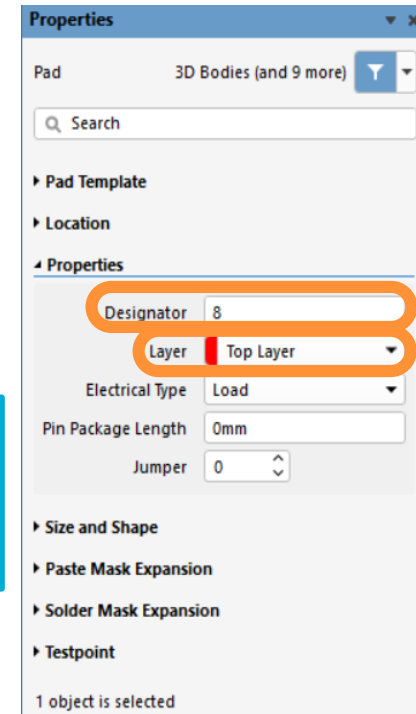 Properties
Pad 3D Bodies (and 9 more)
Search
Pad Template
Location
Properties
Designator 8
Layer Top Layer
Electrical Type Load
Pin Package Length 0mm
Jumper 0
Size and Shape
Paste Mask Expansion
Solder Mask Expansion
Testpoint
1 object is selected